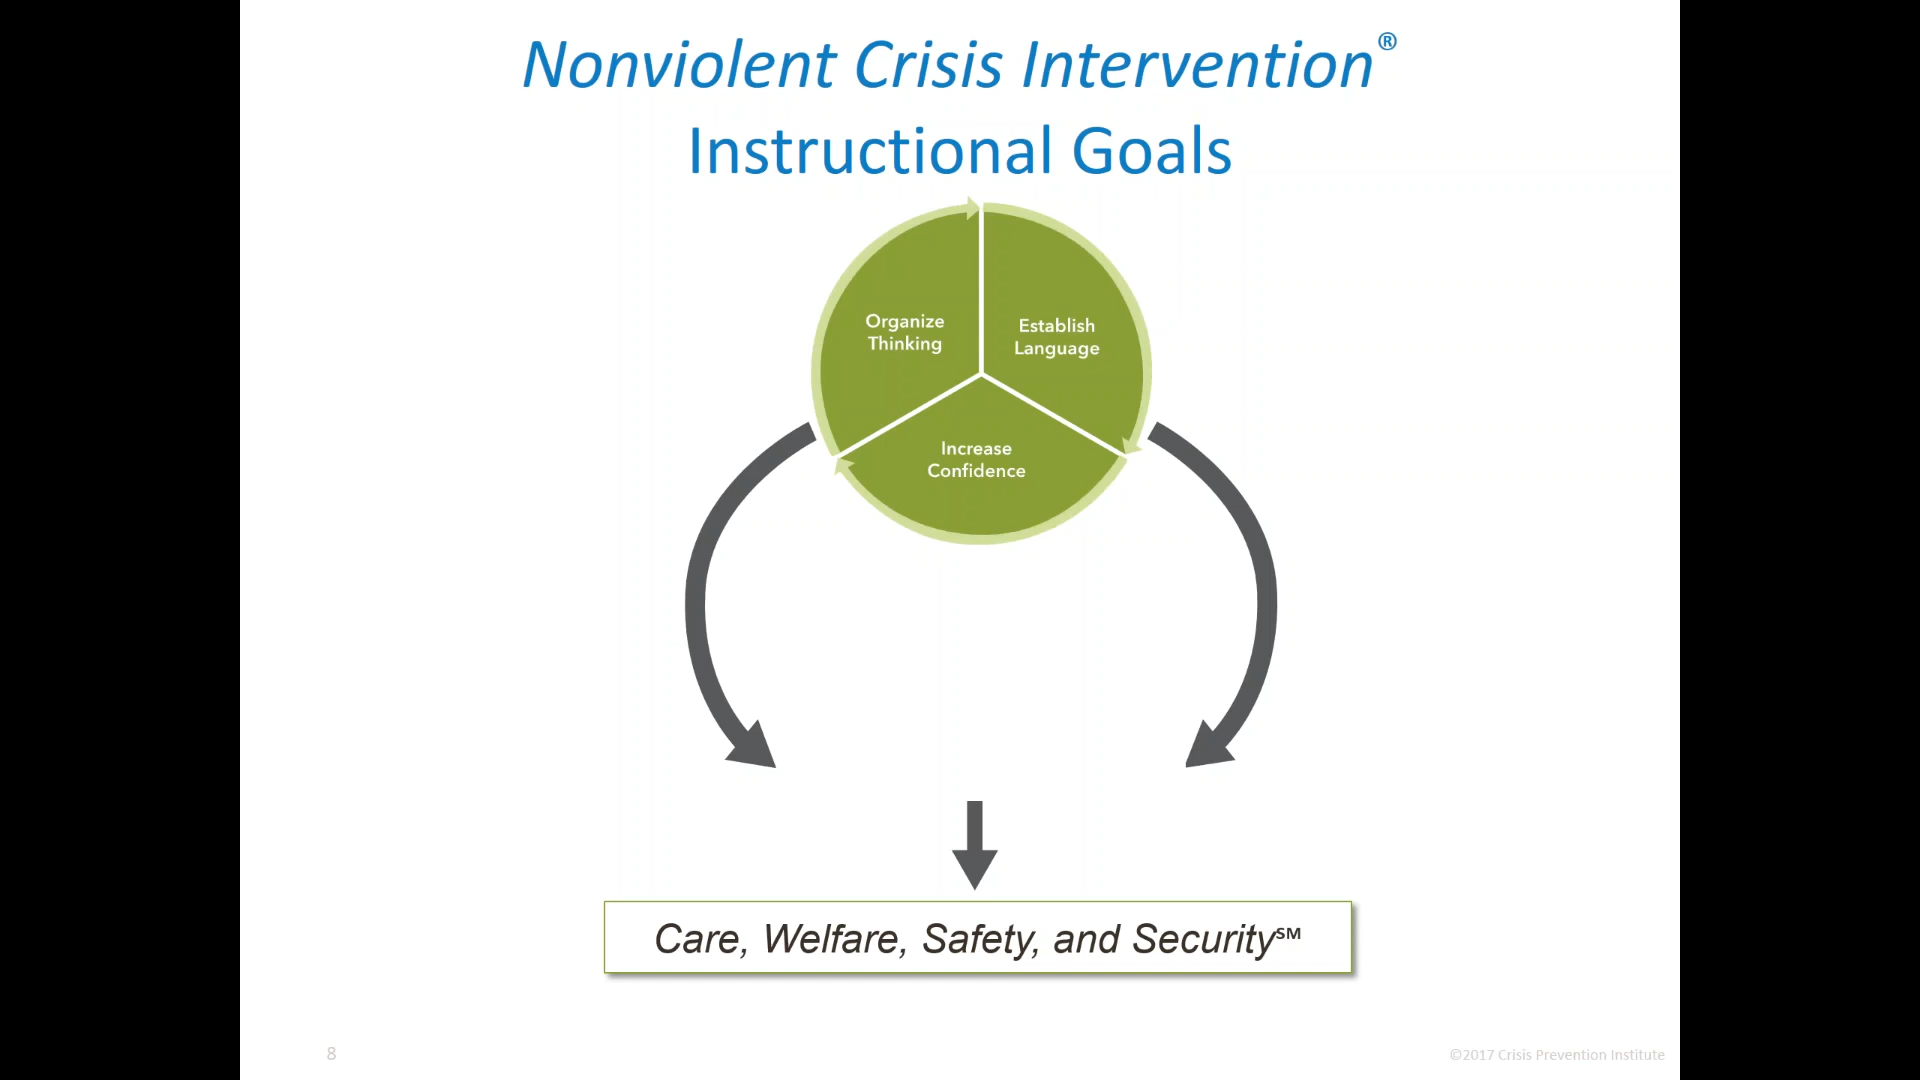 Nonviolent Crisis Intervention®
Instructional Goals
Organize
Thinking
Establish
Language
Increase
Confidence
Care, Welfare, Safety, and Security℠
8
©2017 Crisis Prevention Institute